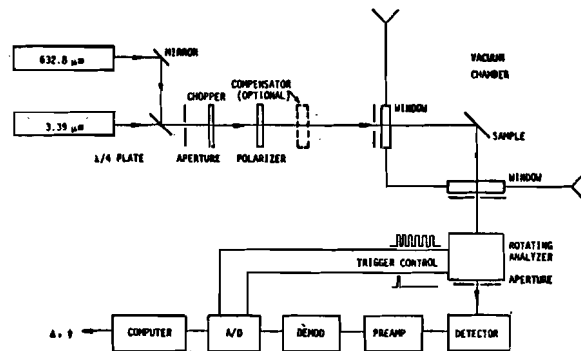 632.8 μm
MIRROR
3.39 μm
λ/4 PLATE
APERTURE
CHOPPER
POLARIZER
COMPENSATOR
(OPTIONAL)
WINDOW
VACUUM
CHAMBER
SAMPLE
WINDOW
ROTATING
ANALYZER
TRIGGER CONTROL
APERTURE
DETECTOR
PREAMP
DEMOD
A/D
COMPUTER
Δ, ψ